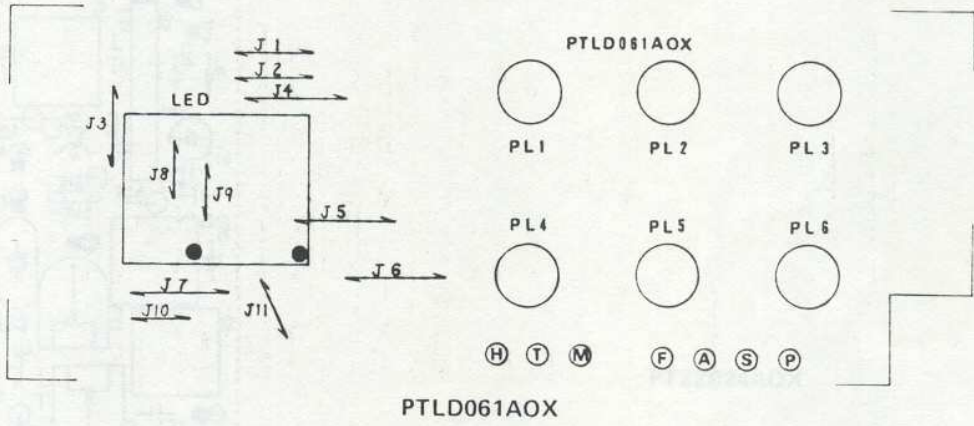 J1
PTLD061AOX
J2
J4
LED
J3
PL1 PL2 PL3
J8
J9
J5
PL4 PL5 PL6
J6
J7
J10
J11
H T M F A S P
PTLD061AOX